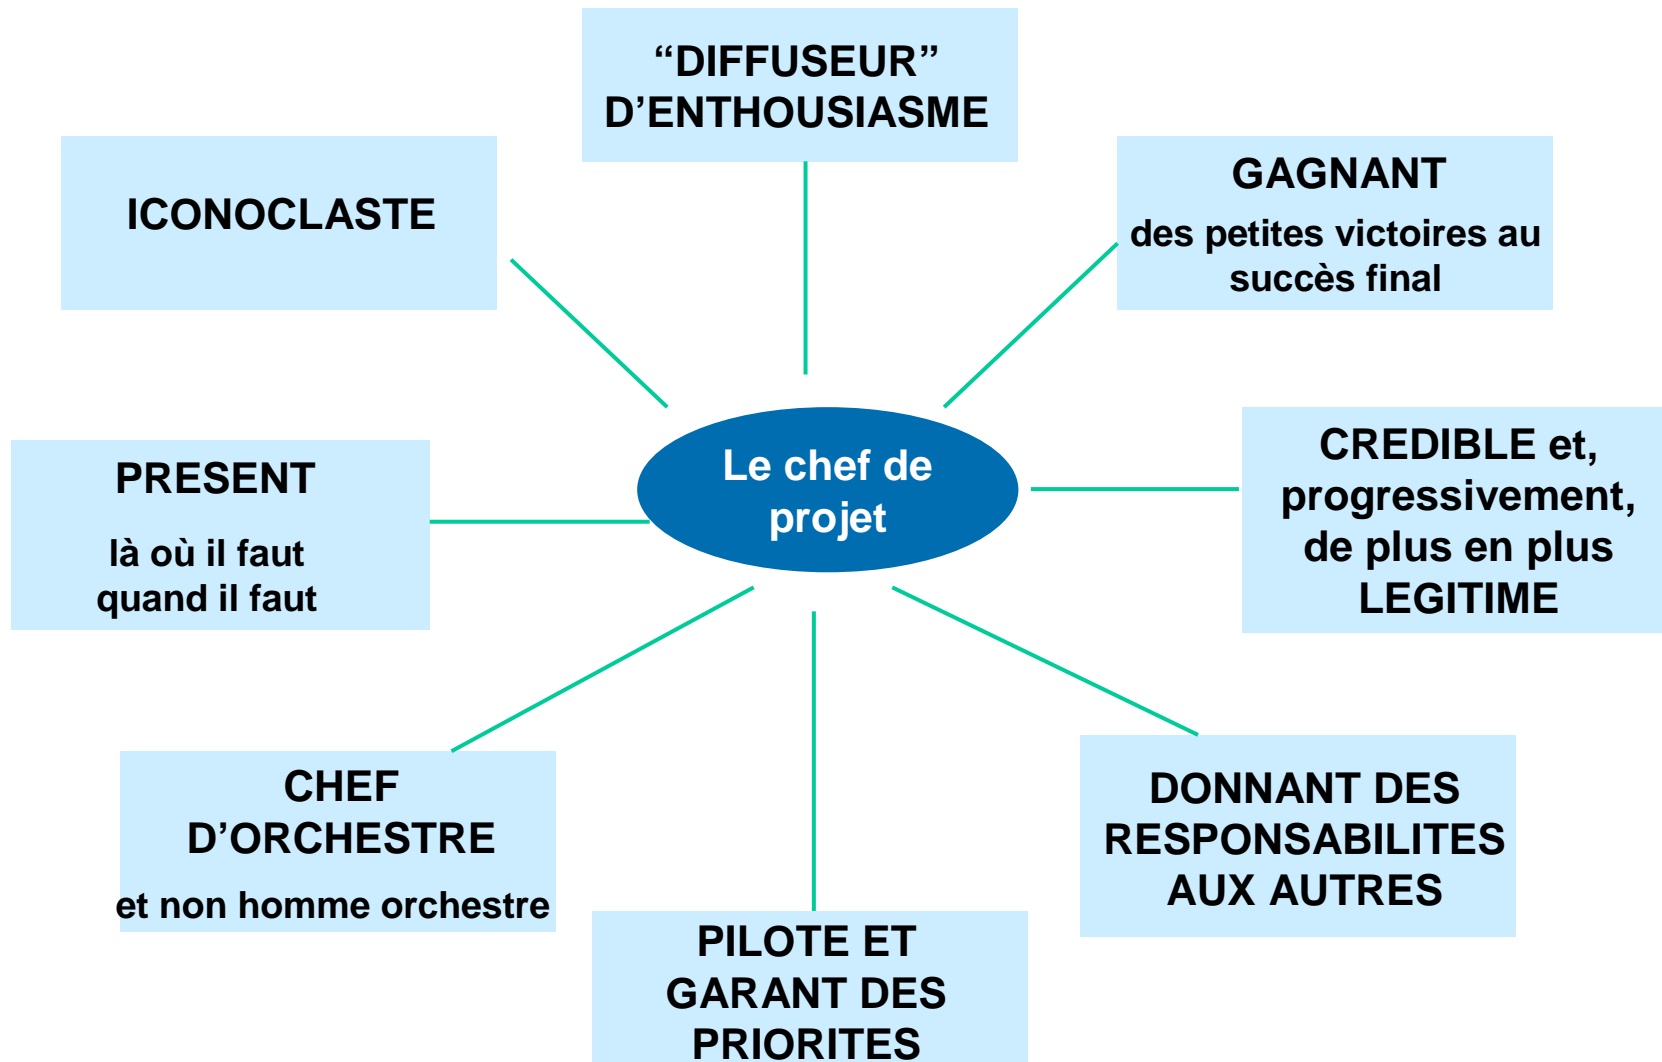 “DIFFUSEUR”
D’ENTHOUSIASME
ICONOCLASTE
GAGNANT
des petites victoires au
succès final
Le chef de
projet
PRESENT
là où il faut
quand il faut
CREDIBLE et,
progressivement,
de plus en plus
LEGITIME
CHEF
D’ORCHESTRE
et non homme orchestre
DONNANT DES
RESPONSABILITES
AUX AUTRES
PILOTE ET
GARANT DES
PRIORITES